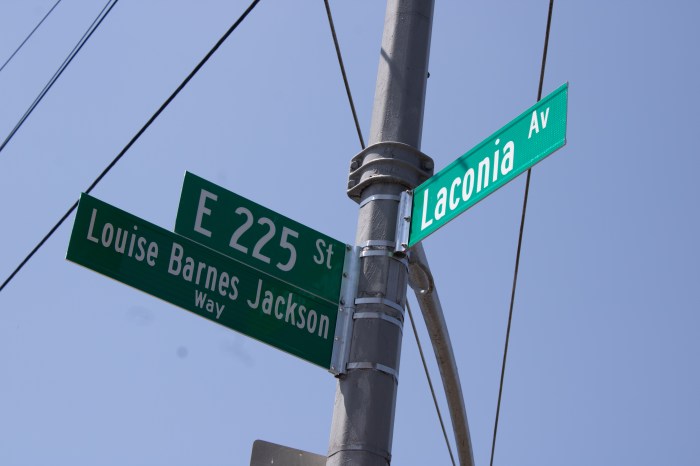 E 225 St
Louise Barnes Jackson
Way
Laconia Av